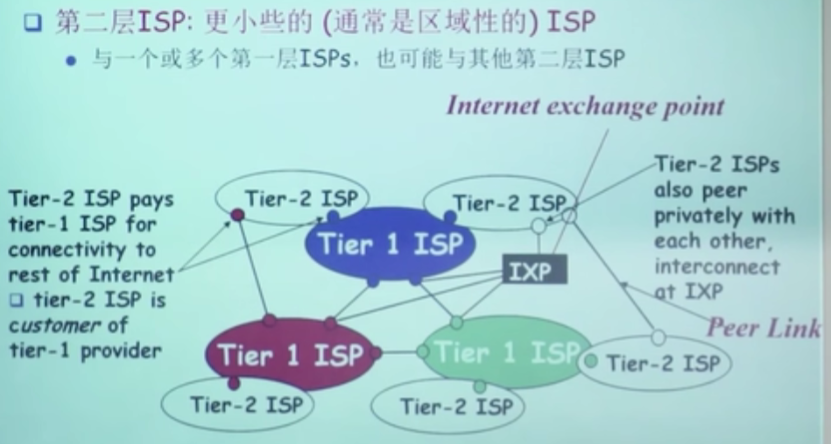 第二层ISP: 更小些的 (通常是区域性的) ISP
与一个或多个第一层ISPs，也可能与其他第二层ISP
Internet exchange point
Tier-2 ISP pays
tier-1 ISP for
connectivity to
rest of Internet
tier-2 ISP is
customer of
tier-1 provider
Tier-2 ISP
Tier-2 ISP
Tier-2 ISPs
also peer
privately with
each other,
interconnect
at IXP
Tier 1 ISP
IXP
Peer Link
Tier 1 ISP
Tier 1 ISP
Tier-2 ISP
Tier-2 ISP
Tier-2 ISP